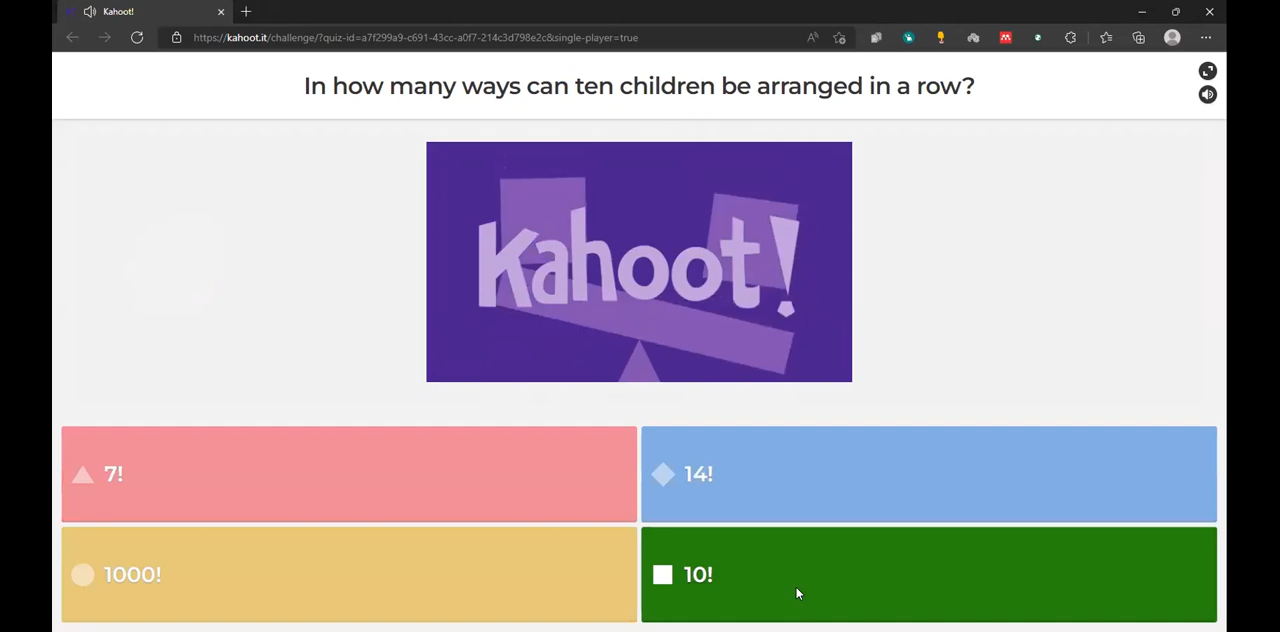 Kahoot!
https://kahoot.it/challenge/?quiz-id=a7f299a9-c691-43cc-a0f7-214c3d798e2c&single-player=true
In how many ways can ten children be arranged in a row?
Kahoot!
7!
14!
1000!
10!